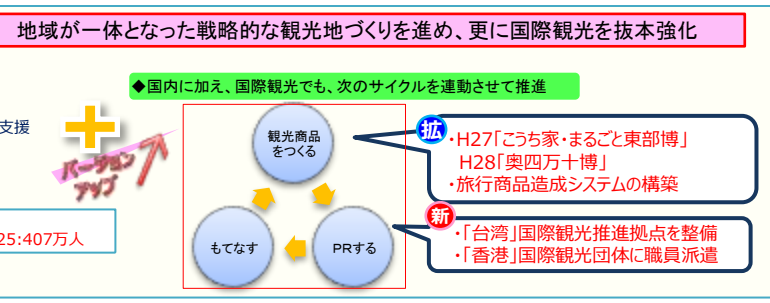 地域が一体となった戦略的な観光地づくりを進め、更に国際観光を抜本強化
◆国内に加え、国際観光でも、次のサイクルを連動させて推進
支援
バージョン
アップ
25:407万人
観光商品
をつくる
もてなす
PRする
拡
・H27「こうち家・まるごと東部博」
H28「奥四万十博」
・旅行商品造成システムの構築
新
・「台湾」国際観光推進拠点を整備
・「香港」国際観光団体に職員派遣